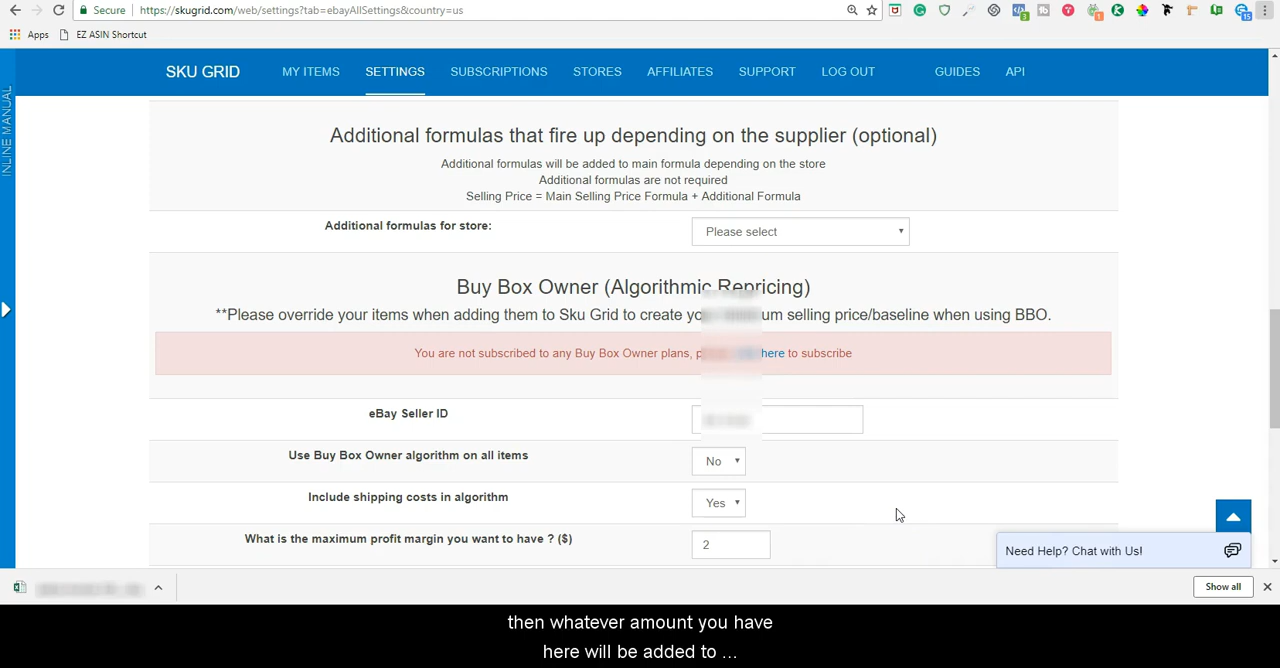 Secure
https://skugrid.com/web/settings?tab=ebayAllSettings&country=us
Apps
EZ ASIN Shortcut
SKU GRID
MY ITEMS
SETTINGS
SUBSCRIPTIONS
STORES
AFFILIATES
SUPPORT
LOG OUT
GUIDES
API
INLINE MANUAL
Additional formulas that fire up depending on the supplier (optional)
Additional formulas will be added to main formula depending on the store
Additional formulas are not required
Selling Price = Main Selling Price Formula + Additional Formula
Additional formulas for store:
Please select
Buy Box Owner (Algorithmic Repricing)
**Please override your items when adding them to Sku Grid to create selling price/baseline when using BBO.
You are not subscribed to any Buy Box Owner plans, here to subscribe
eBay Seller ID
Use Buy Box Owner algorithm on all items
No
Include shipping costs in algorithm
Yes
What is the maximum profit margin you want to have ? ($)
2
Need Help? Chat with Us!
Show all
then whatever amount you have
here will be added to ...